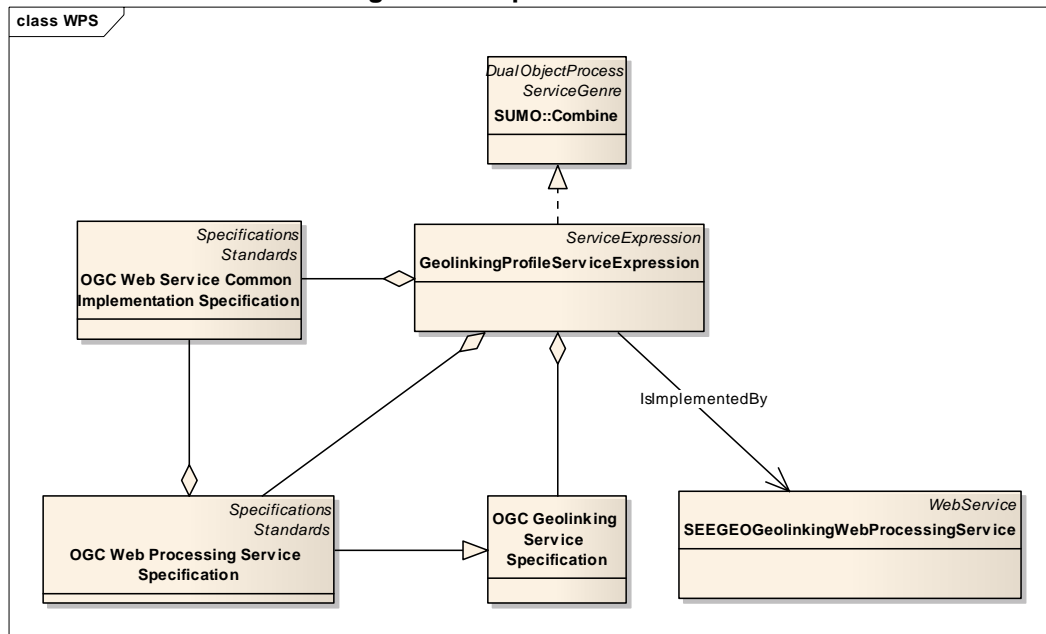 class WPS
DualObjectProcess
ServiceGenre
SUMO::Combine
Specifications
Standards
OGC Web Service Common
Implementation Specification
ServiceExpression
GeolinkingProfileServiceExpression
IsImplementedBy
Specifications
Standards
OGC Web Processing Service
Specification
OGC Geolinking
Service
Specification
WebService
SEEGEOGeolinkingWebProcessingService